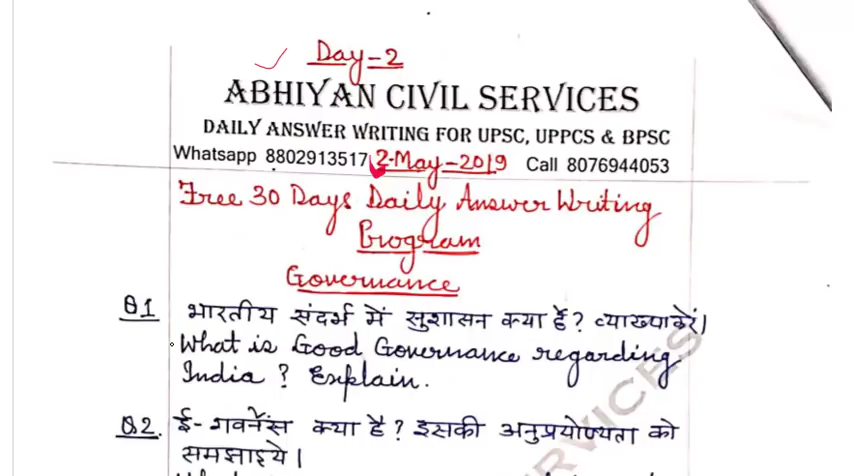 Day-2
ABHIYAN CIVIL SERVICES
DAILY ANSWER WRITING FOR UPSC, UPPCS & BPSC
Whatsapp 8802913517 2-May-2019 Call 8076944053
Free 30 Days Daily Answer Writing
Program
Governance
Q1 भारतीय संदर्भ में सुशासन क्या है? व्याख्या करें।
What is Good Governance regarding
India? Explain.
Q2. ई-गवर्नेंस क्या है? इसकी अनुप्रयोग्यता को
समझाइये।